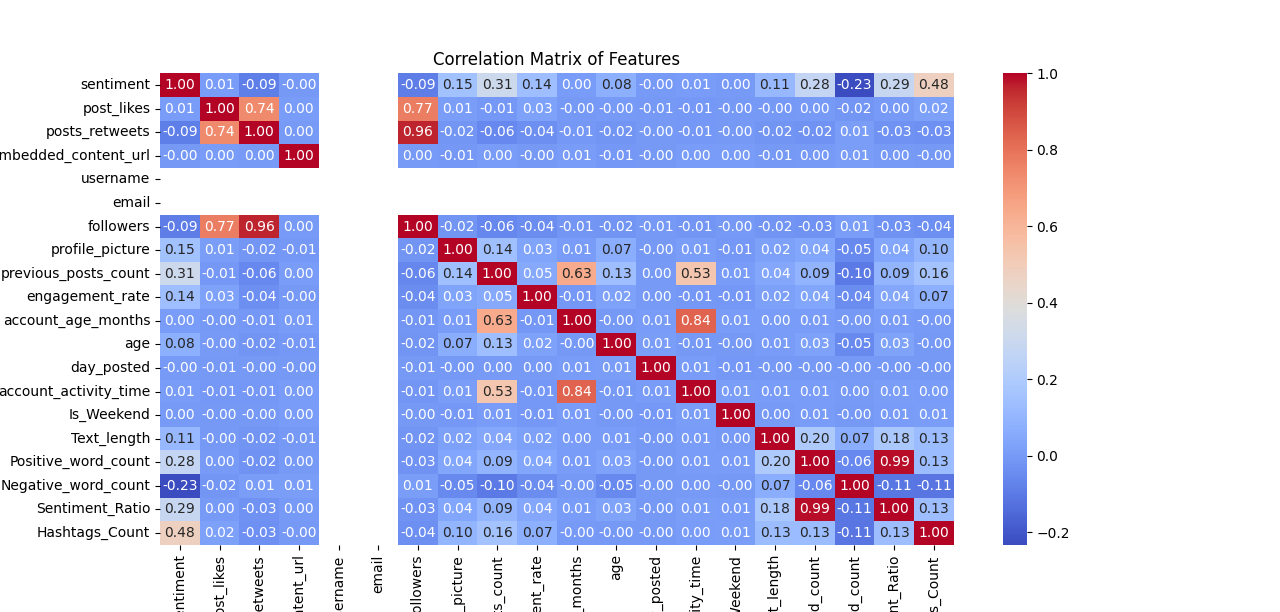 Correlation Matrix of Features
sentiment 1.00 0.01 -0.09 -0.00 -0.09 0.15 0.31 0.14 0.00 0.08 -0.00 0.01 0.00 0.11 0.28 -0.23 0.29 0.48
post_likes 0.01 1.00 0.74 0.00 0.77 0.01 -0.01 0.03 -0.00 -0.00 -0.01 -0.01 -0.00 -0.00 0.00 -0.02 0.00 0.02
posts_retweets -0.09 0.74 1.00 0.00 0.96 -0.02 -0.06 -0.04 -0.01 -0.02 -0.00 -0.01 -0.00 -0.02 -0.02 0.01 -0.03 -0.03
mbedded_content_url -0.00 0.00 0.00 1.00 0.00 -0.01 0.00 -0.00 0.01 -0.01 0.00 0.00 0.00 -0.01 0.00 0.01 0.00 -0.00
username
email
followers -0.09 0.77 0.96 0.00 1.00 -0.02 -0.06 -0.04 -0.01 -0.02 -0.01 -0.01 -0.00 -0.02 -0.03 0.01 -0.03 -0.04
profile_picture 0.15 0.01 -0.02 -0.01 -0.02 1.00 0.14 0.03 0.01 0.07 -0.00 0.01 -0.01 0.02 0.04 -0.05 0.04 0.10
previous_posts_count 0.31 -0.01 -0.06 0.00 -0.06 0.14 1.00 0.05 0.63 0.13 0.00 0.53 0.01 0.04 0.09 -0.10 0.09 0.16
engagement_rate 0.14 0.03 -0.04 -0.00 -0.04 0.03 0.05 1.00 -0.01 0.02 0.00 -0.01 -0.01 0.02 0.04 -0.04 0.04 0.07
account_age_months 0.00 -0.00 -0.01 0.01 -0.01 0.01 0.63 -0.01 1.00 -0.00 0.01 0.84 0.01 0.00 0.01 -0.00 0.01 -0.00
age 0.08 -0.00 -0.02 -0.01 -0.02 0.07 0.13 0.02 -0.00 1.00 0.01 -0.01 -0.00 0.01 0.03 -0.05 0.03 -0.00
day_posted -0.00 -0.01 -0.00 0.00 -0.01 -0.00 0.00 0.00 0.01 0.01 1.00 0.01 -0.01 -0.00 -0.00 -0.00 -0.00 -0.00
account_activity_time 0.01 -0.01 -0.01 0.00 -0.01 0.01 0.53 -0.01 0.84 -0.01 0.01 1.00 0.01 0.01 0.01 0.00 0.01 0.00
Is_Weekend 0.00 -0.00 -0.00 0.00 -0.00 -0.01 0.01 -0.01 0.01 -0.00 -0.01 0.01 1.00 0.00 0.01 -0.00 0.01 0.01
Text_length 0.11 -0.00 -0.02 -0.01 -0.02 0.02 0.04 0.02 0.00 0.01 -0.00 0.01 0.00 1.00 0.20 0.07 0.18 0.13
Positive_word_count 0.28 0.00 -0.02 0.00 -0.03 0.04 0.09 0.04 0.01 0.03 -0.00 0.01 0.01 0.20 1.00 -0.06 0.99 0.13
Negative_word_count -0.23 -0.02 0.01 0.01 0.01 -0.05 -0.10 -0.04 -0.00 -0.05 -0.00 0.00 -0.00 0.07 -0.06 1.00 -0.11 -0.11
Sentiment_Ratio 0.29 0.00 -0.03 0.00 -0.03 0.04 0.09 0.04 0.01 0.03 -0.00 0.01 0.01 0.18 0.99 -0.11 1.00 0.13
Hashtags_Count 0.48 0.02 -0.03 -0.00 -0.04 0.10 0.16 0.07 -0.00 -0.00 -0.00 0.00 0.01 0.13 0.13 -0.11 0.13 1.00
entiment
ost_likes
etweets
tent_url
ername
email
ollowers
_picture
ts_count
ent_rate
_months
age
_posted
ity_time
Weekend
t_length
d_count
d_count
nt_Ratio
s_Count
1.0
0.8
0.6
0.4
0.2
0.0
−0.2